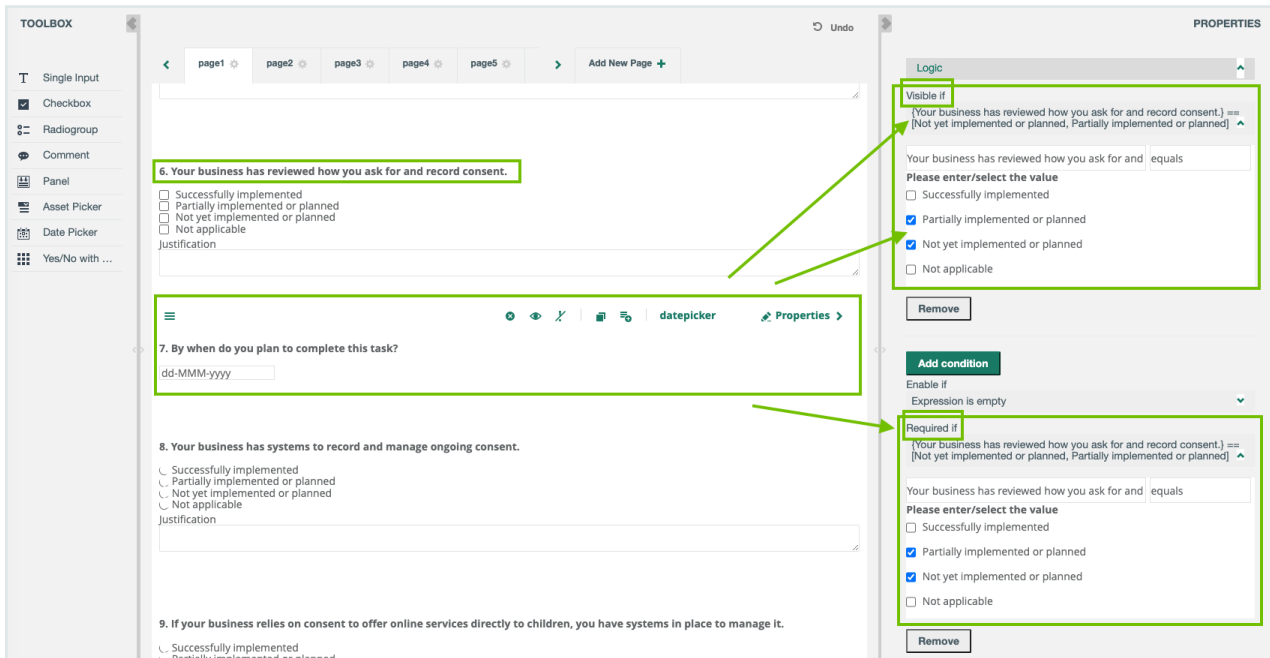 TOOLBOX
Single Input
Checkbox
Radiogroup
Comment
Panel
Asset Picker
Date Picker
Yes/No with ...
Undo
page1
page2
page3
page4
page5
Add New Page +
6. Your business has reviewed how you ask for and record consent.
Successfully implemented
Partially implemented or planned
Not yet implemented or planned
Not applicable
Justification
datepicker
Properties
7. By when do you plan to complete this task?
dd-MMM-yyyy
8. Your business has systems to record and manage ongoing consent.
Successfully implemented
Partially implemented or planned
Not yet implemented or planned
Not applicable
Justification
9. If your business relies on consent to offer online services directly to children, you have systems in place to manage it.
Successfully implemented
Partially implemented or planned
PROPERTIES
Logic
Visible if
{Your business has reviewed how you ask for and record consent.} ==
[Not yet implemented or planned, Partially implemented or planned]
Your business has reviewed how you ask for and
equals
Please enter/select the value
Successfully implemented
Partially implemented or planned
Not yet implemented or planned
Not applicable
Remove
Add condition
Enable if
Expression is empty
Required if
{Your business has reviewed how you ask for and record consent.} ==
[Not yet implemented or planned, Partially implemented or planned]
Your business has reviewed how you ask for and
equals
Please enter/select the value
Successfully implemented
Partially implemented or planned
Not yet implemented or planned
Not applicable
Remove